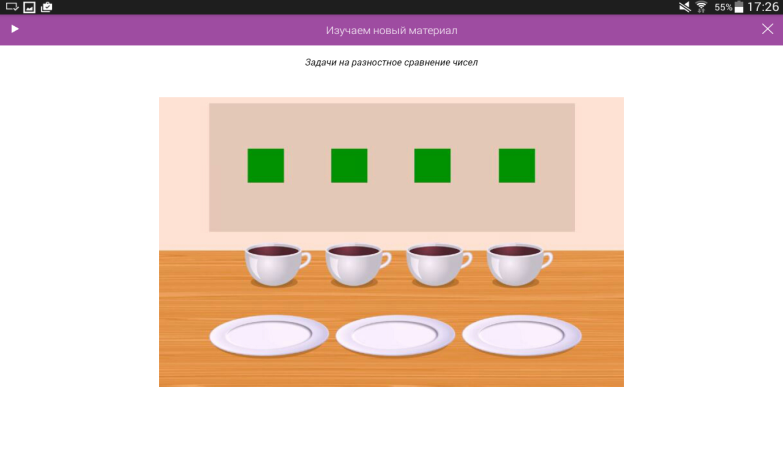 55% 17:26
Изучаем новый материал
Задачи на разностное сравнение чисел